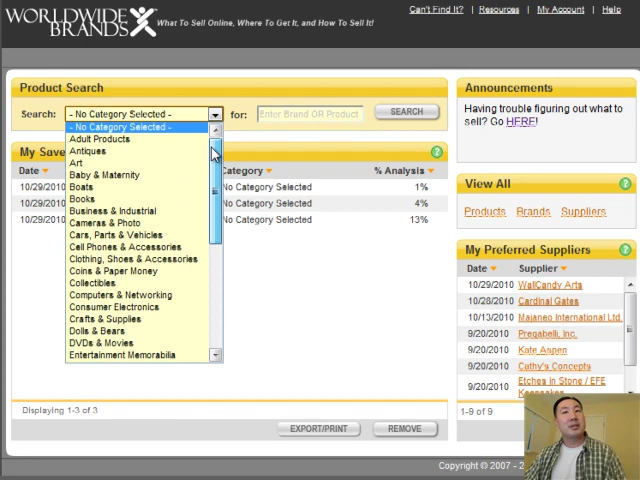 WORLDWIDE
BRANDS
What To Sell Online, Where To Get It, and How To Sell It!
Can't Find It? | Resources | My Account | Help
Product Search
Search: - No Category Selected - for: Enter Brand OR Product SEARCH
- No Category Selected -
Adult Products
Antiques
Art
Baby & Maternity
Boats
Books
Business & Industrial
Cameras & Photo
Cars, Parts & Vehicles
Cell Phones & Accessories
Clothing, Shoes & Accessories
Coins & Paper Money
Collectibles
Computers & Networking
Consumer Electronics
Crafts & Supplies
Dolls & Bears
DVDs & Movies
Entertainment Memorabilia
My Save
Date Category % Analysis
10/29/2010 No Category Selected 1%
10/29/2010 No Category Selected 4%
10/29/2010 No Category Selected 13%
Displaying 1-3 of 3
EXPORT/PRINT REMOVE
Announcements
Having trouble figuring out what to
sell? Go HERE!
View All
Products Brands Suppliers
My Preferred Suppliers
Date Supplier
10/29/2010 WallCandy Arts
10/28/2010 Cardinal Gates
10/13/2010 Maianeo International Ltd.
9/20/2010 Pregabelli, Inc.
9/20/2010 Kate Aspen
9/20/2010 Cathy's Concepts
9/20/2010 Etches in Stone / EFE
1-9 of 9
Copyright © 2007 - 2